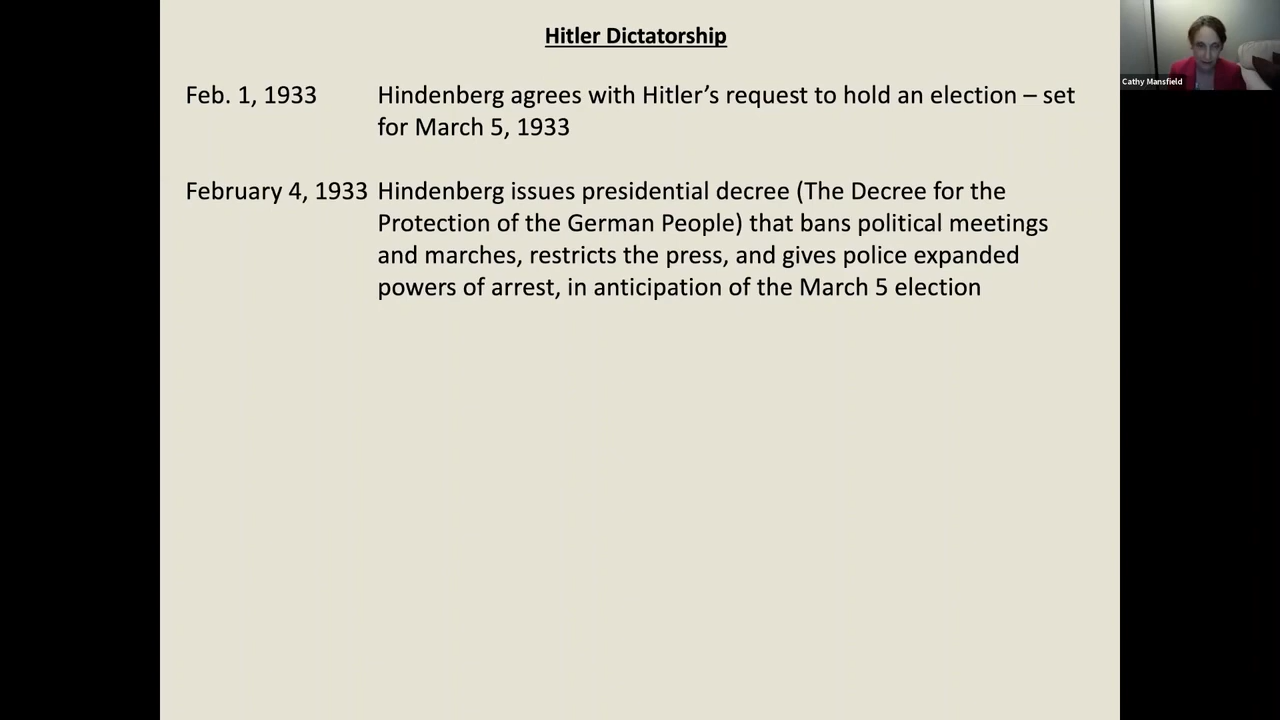 Hitler Dictatorship
Cathy Mansfield
Feb. 1, 1933 Hindenberg agrees with Hitler’s request to hold an election – set
for March 5, 1933
February 4, 1933 Hindenberg issues presidential decree (The Decree for the
Protection of the German People) that bans political meetings
and marches, restricts the press, and gives police expanded
powers of arrest, in anticipation of the March 5 election